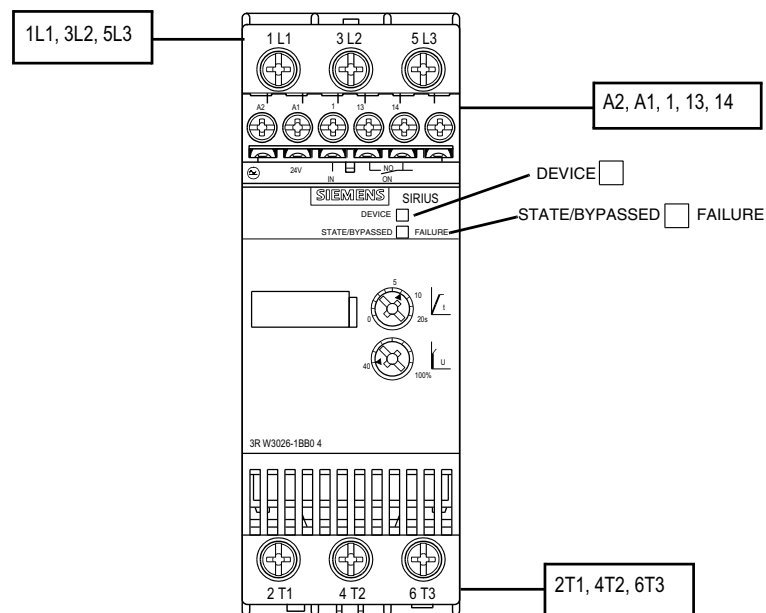 1L1, 3L2, 5L3
1 L1 3 L2 5 L3
A2, A1, 1, 13, 14
A2 A1 1 13 14
24V NO
IN ON
SIEMENS SIRIUS
DEVICE
DEVICE
STATE/BYPASSED FAILURE
STATE/BYPASSED FAILURE
5
10
0 20s t
40 100% U
3R W3026-1BB0 4
2 T1 4 T2 6 T3
2T1, 4T2, 6T3